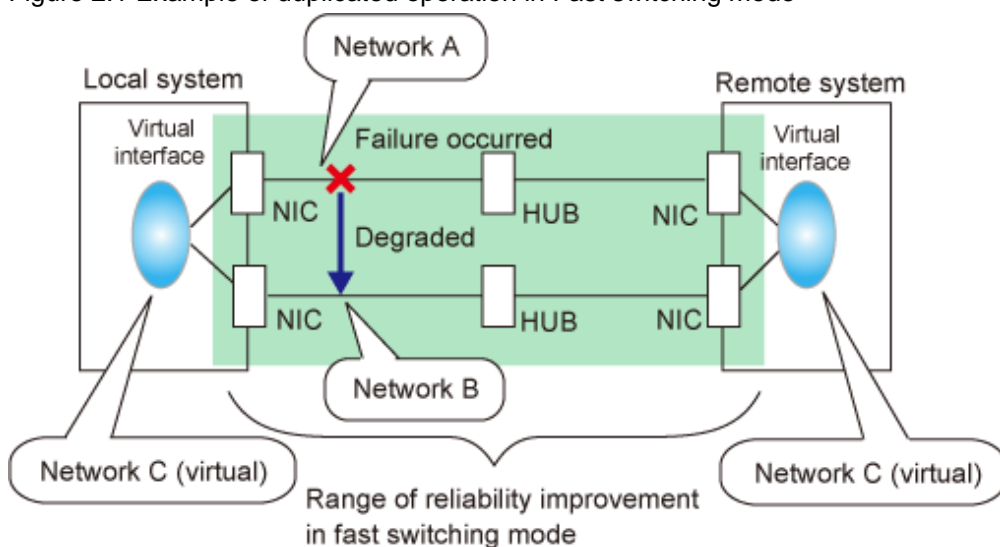 Figure 2.1 Example of duplicated operation in Fast switching mode
Network A
Local system
Remote system
Virtual
interface
Failure occurred
Virtual
interface
NIC
HUB
NIC
Degraded
NIC
HUB
NIC
Network B
Network C (virtual)
Network C (virtual)
Range of reliability improvement
in fast switching mode